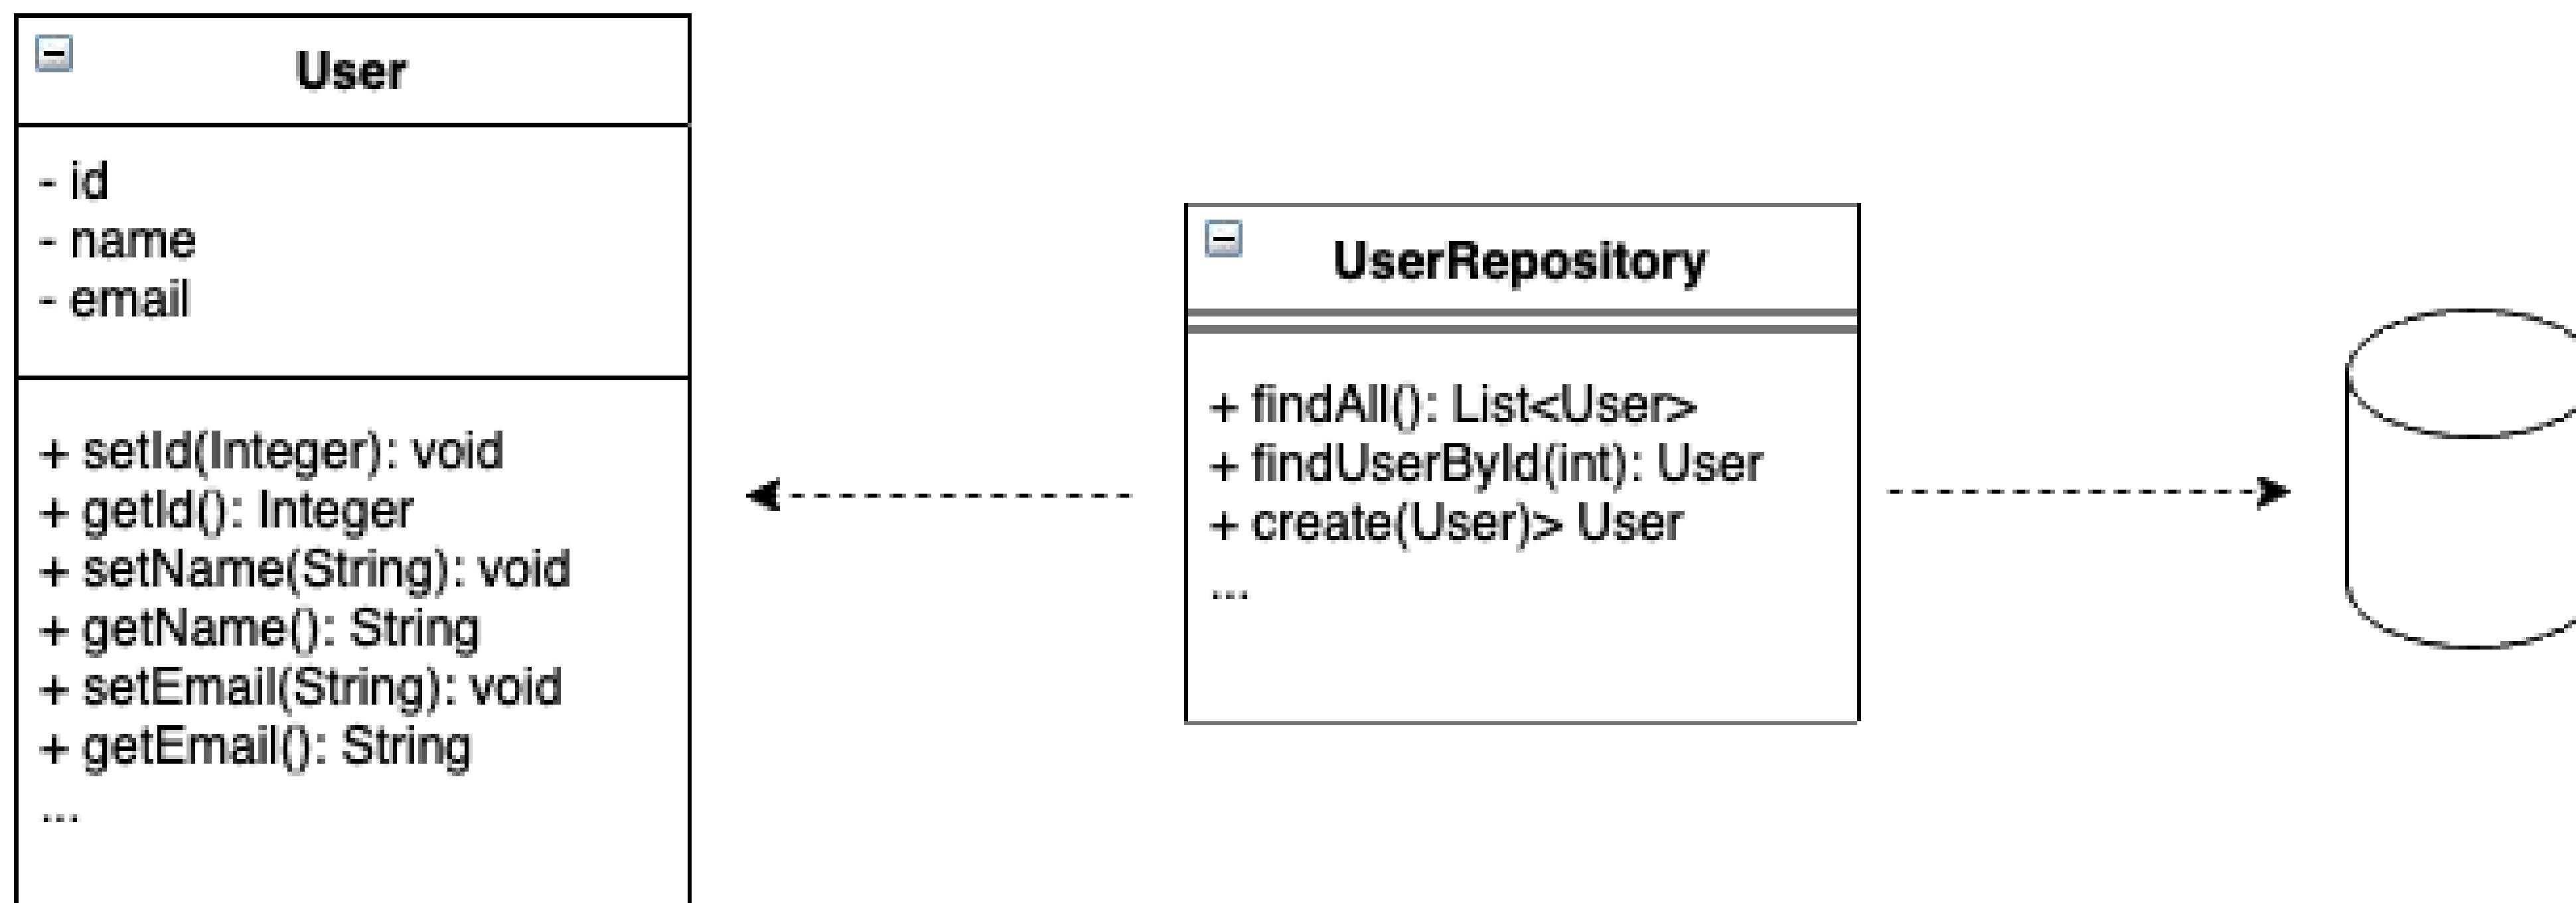 User
- id
- name
- email
+ setId(Integer): void
+ getId(): Integer
+ setName(String): void
+ getName(): String
+ setEmail(String): void
+ getEmail(): String
...
UserRepository
+ findAll(): List<User>
+ findUserById(int): User
+ create(User)> User
...